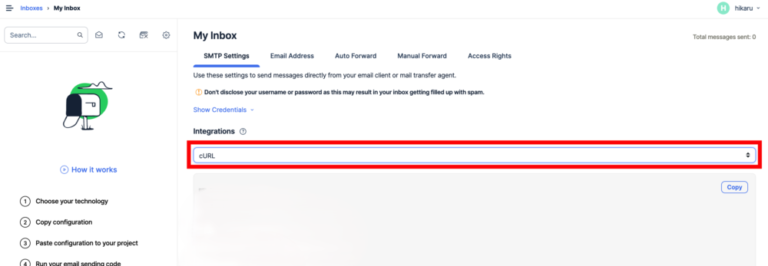 Inboxes › My Inbox
H hikaru
Search...
My Inbox
Total messages sent: 0
SMTP Settings Email Address Auto Forward Manual Forward Access Rights
Use these settings to send messages directly from your email client or mail transfer agent.
Don't disclose your username or password as this may result in your inbox getting filled up with spam.
Show Credentials
Integrations ?
cURL
Copy
How it works
1 Choose your technology
2 Copy configuration
3 Paste configuration to your project
4 Run your email sending code